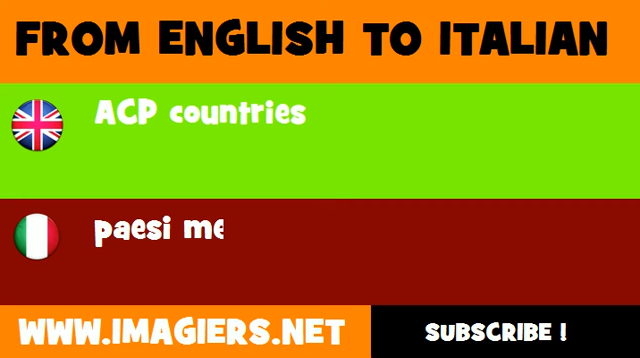 FROM ENGLISH TO ITALIAN
ACP countries
paesi me
WWW.IMAGIERS.NET
SUBSCRIBE !